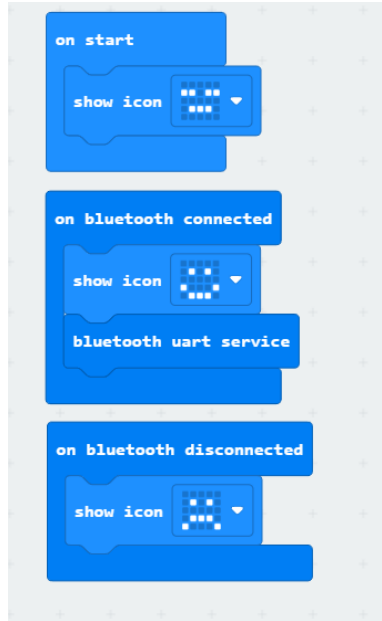 on start
show icon
on bluetooth connected
show icon
bluetooth uart service
on bluetooth disconnected
show icon